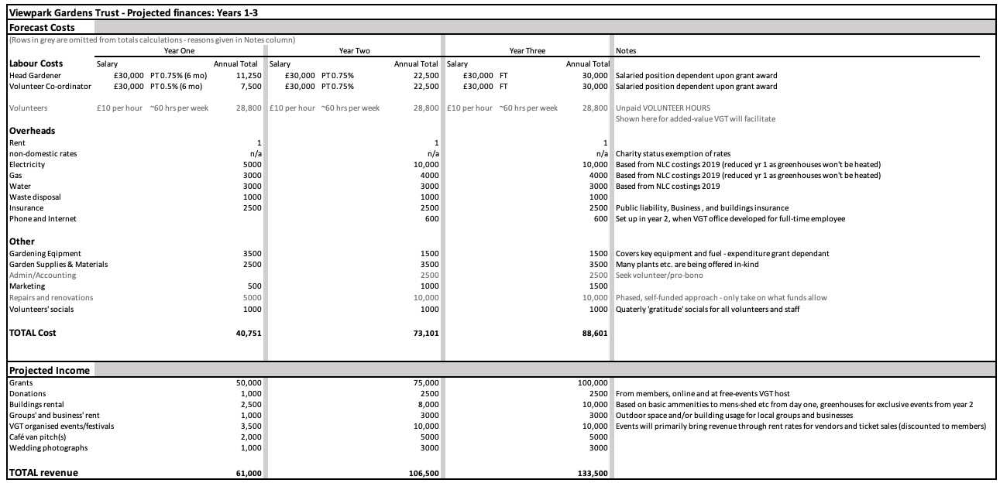 Viewpark Gardens Trust - Projected finances: Years 1-3
Forecast Costs
(Rows in grey are omitted from totals calculations - reasons given in Notes column)
Year One Year Two Year Three Notes
Labour Costs Salary Annual Total Salary Annual Total Salary Annual Total
Head Gardener £30,000 PT 0.75% (6 mo) 11,250 £30,000 PT 0.75% 22,500 £30,000 FT 30,000 Salaried position dependent upon grant award
Volunteer Co-ordinator £30,000 PT 0.5% (6 mo) 7,500 £30,000 PT 0.75% 22,500 £30,000 FT 30,000 Salaried position dependent upon grant award
Volunteers £10 per hour ~60 hrs per week 28,800 £10 per hour ~60 hrs per week 28,800 £10 per hour ~60 hrs per week 28,800 Unpaid VOLUNTEER HOURS
Shown here for added-value VGT will facilitate
Overheads
Rent 1 1 1
non-domestic rates n/a n/a n/a Charity status exemption of rates
Electricity 5000 10,000 10,000 Based from NLC costings 2019 (reduced yr 1 as greenhouses won't be heated)
Gas 3000 4000 4000 Based from NLC costings 2019 (reduced yr 1 as greenhouses won't be heated)
Water 3000 3000 3000 Based from NLC costings 2019
Waste disposal 1000 1000 1000
Insurance 2500 2500 2500 Public liability, Business , and buildings insurance
Phone and Internet 600 600 Set up in year 2, when VGT office developed for full-time employee
Other
Gardening Eqipment 3500 1500 1500 Covers key equipment and fuel - expenditure grant dependant
Garden Supplies & Materials 2500 3500 3500 Many plants etc. are being offered in-kind
Admin/Accounting 2500 2500 Seek volunteer/pro-bono
Marketing 500 1000 1500
Repairs and renovations 5000 10,000 10,000 Phased, self-funded approach - only take on what funds allow
Volunteers' socials 1000 1000 1000 Quaterly 'gratitude' socials for all volunteers and staff
TOTAL Cost 40,751 73,101 88,601
Projected Income
Grants 50,000 75,000 100,000
Donations 1,000 2500 2500 From members, online and at free-events VGT host
Buildings rental 2,500 8,000 10,000 Based on basic ammenities to mens-shed etc from day one, greenhouses for exclusive events from year 2
Groups' and business' rent 1,000 3000 3000 Outdoor space and/or building usage for local groups and businesses
VGT organised events/festivals 3,500 10,000 10,000 Events will primarily bring revenue through rent rates for vendors and ticket sales (discounted to members)
Café van pitch(s) 2,000 5000 5000
Wedding photographs 1,000 3000 3000
TOTAL revenue 61,000 106,500 133,500